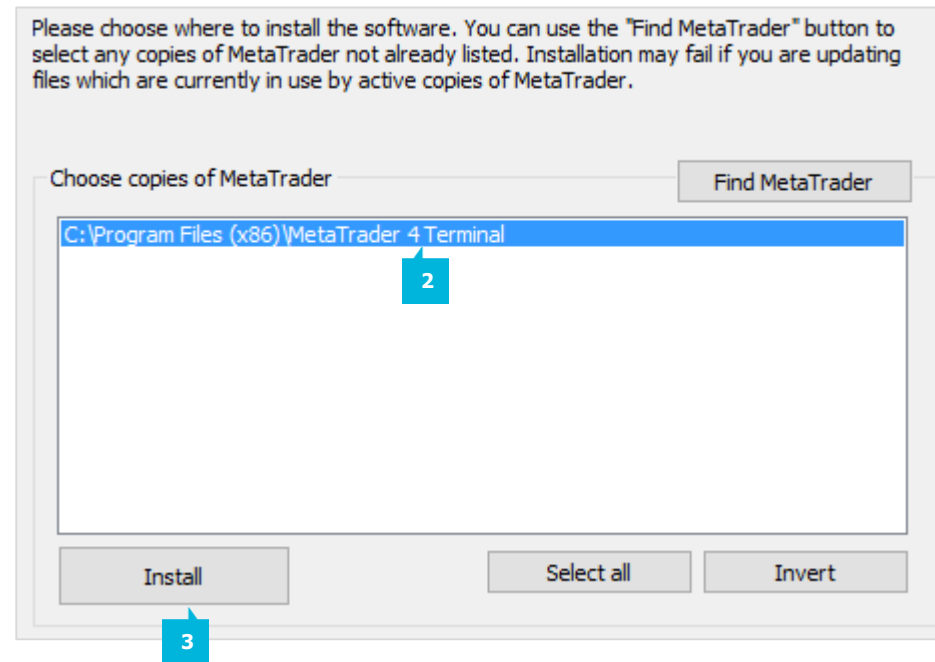 Please choose where to install the software. You can use the "Find MetaTrader" button to
select any copies of MetaTrader not already listed. Installation may fail if you are updating
files which are currently in use by active copies of MetaTrader.
Choose copies of MetaTrader
Find MetaTrader
C:\Program Files (x86)\MetaTrader 4 Terminal
2
Install
Select all
Invert
3